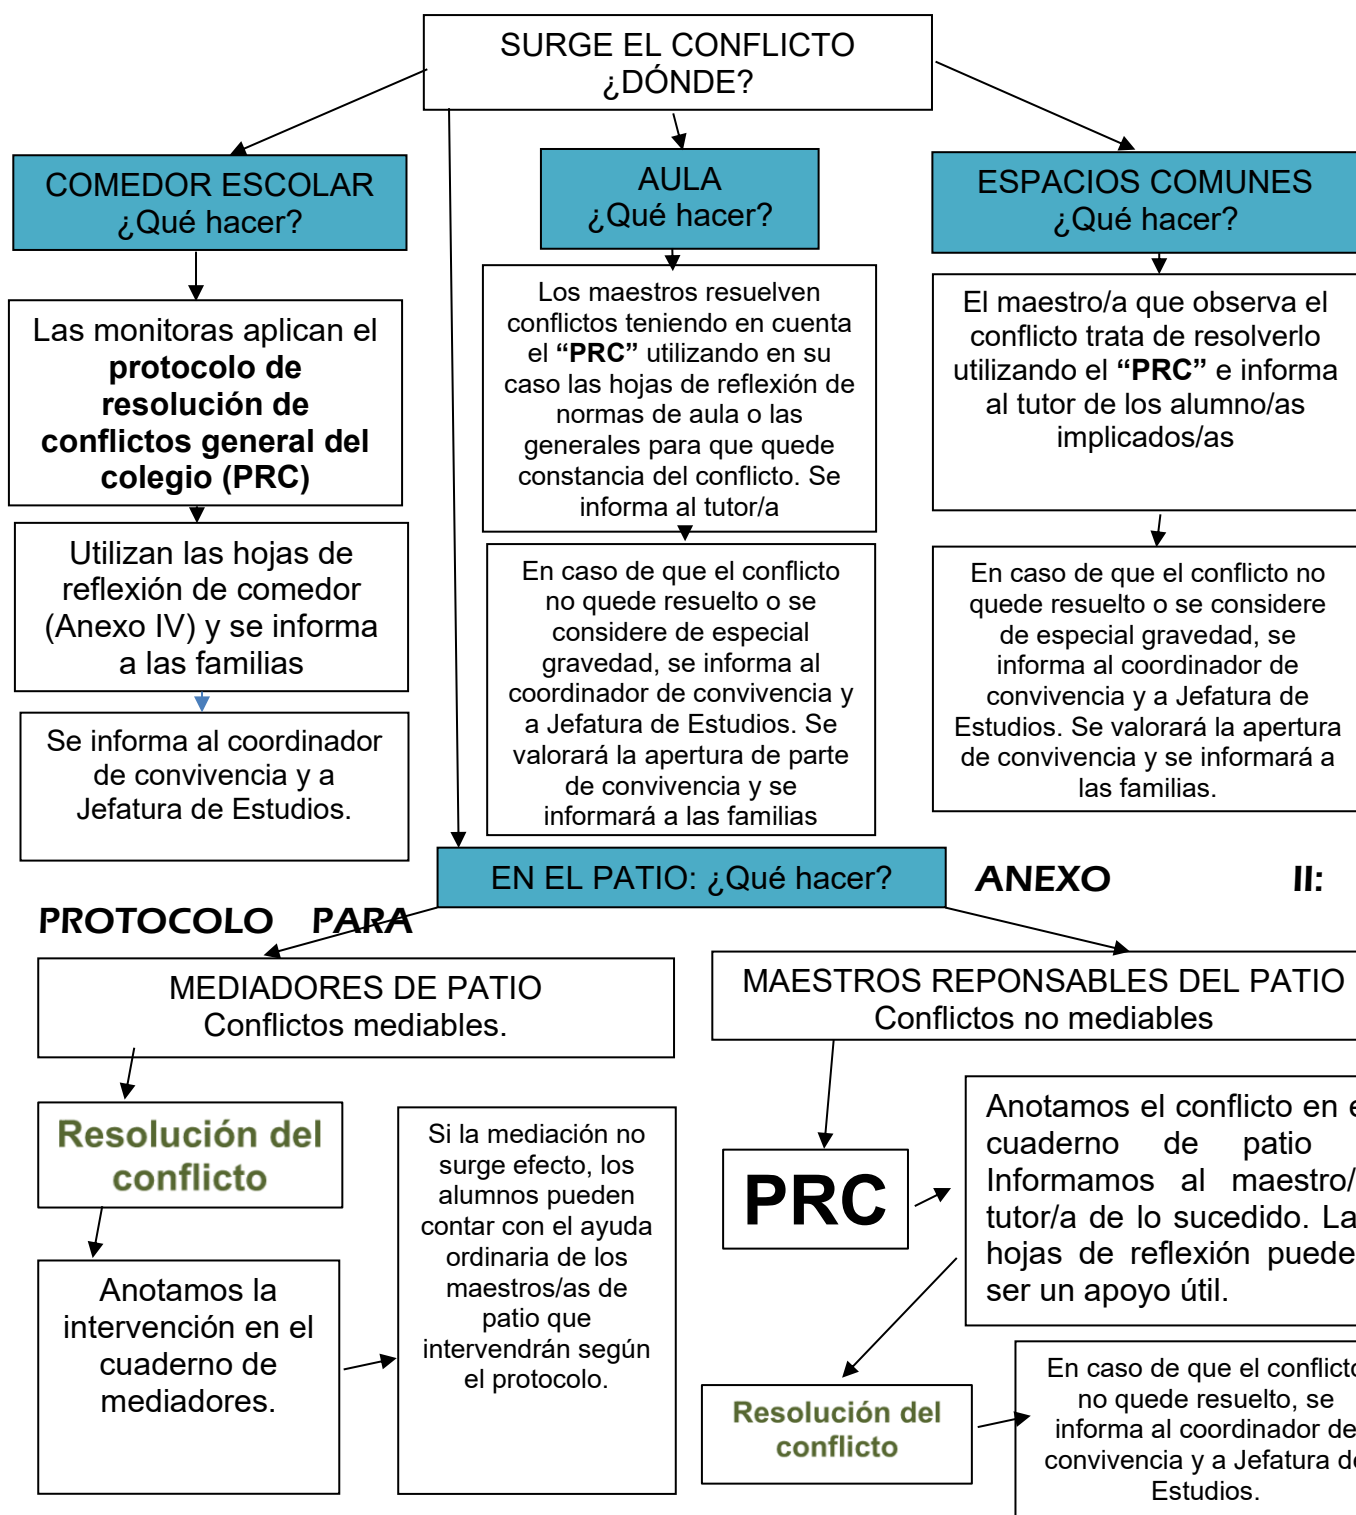 SURGE EL CONFLICTO
¿DÓNDE?
COMEDOR ESCOLAR
¿Qué hacer?
AULA
¿Qué hacer?
ESPACIOS COMUNES
¿Qué hacer?
Las monitoras aplican el
protocolo de
resolución de
conflictos general del
colegio (PRC)
Utilizan las hojas de
reflexión de comedor
(Anexo IV) y se informa
a las familias
Se informa al coordinador
de convivencia y a
Jefatura de Estudios.
Los maestros resuelven
conflictos teniendo en cuenta
el “PRC” utilizando en su
caso las hojas de reflexión de
normas de aula o las
generales para que quede
constancia del conflicto. Se
informa al tutor/a
En caso de que el conflicto
no quede resuelto o se
considere de especial
gravedad, se informa al
coordinador de convivencia y
a Jefatura de Estudios. Se
valorará la apertura de parte
de convivencia y se
informará a las familias
El maestro/a que observa el
conflicto trata de resolverlo
utilizando el “PRC” e informa
al tutor de los alumno/as
implicados/as
En caso de que el conflicto no
quede resuelto o se considere
de especial gravedad, se
informa al coordinador de
convivencia y a Jefatura de
Estudios. Se valorará la apertura
de convivencia y se informará a
las familias.
EN EL PATIO: ¿Qué hacer?
ANEXO II:
PROTOCOLO PARA
MEDIADORES DE PATIO
Conflictos mediables.
Resolución del
conflicto
Anotamos la
intervención en el
cuaderno de
mediadores.
Si la mediación no
surge efecto, los
alumnos pueden
contar con el ayuda
ordinaria de los
maestros/as de
patio que
intervendrán según
el protocolo.
MAESTROS REPONSABLES DEL PATIO
Conflictos no mediables
PRC
Anotamos el conflicto en
cuaderno de patio
Informamos al maestro/
tutor/a de lo sucedido. La
hojas de reflexión puede
ser un apoyo útil.
Resolución del
conflicto
En caso de que el conflicto
no quede resuelto, se
informa al coordinador de
convivencia y a Jefatura de
Estudios.